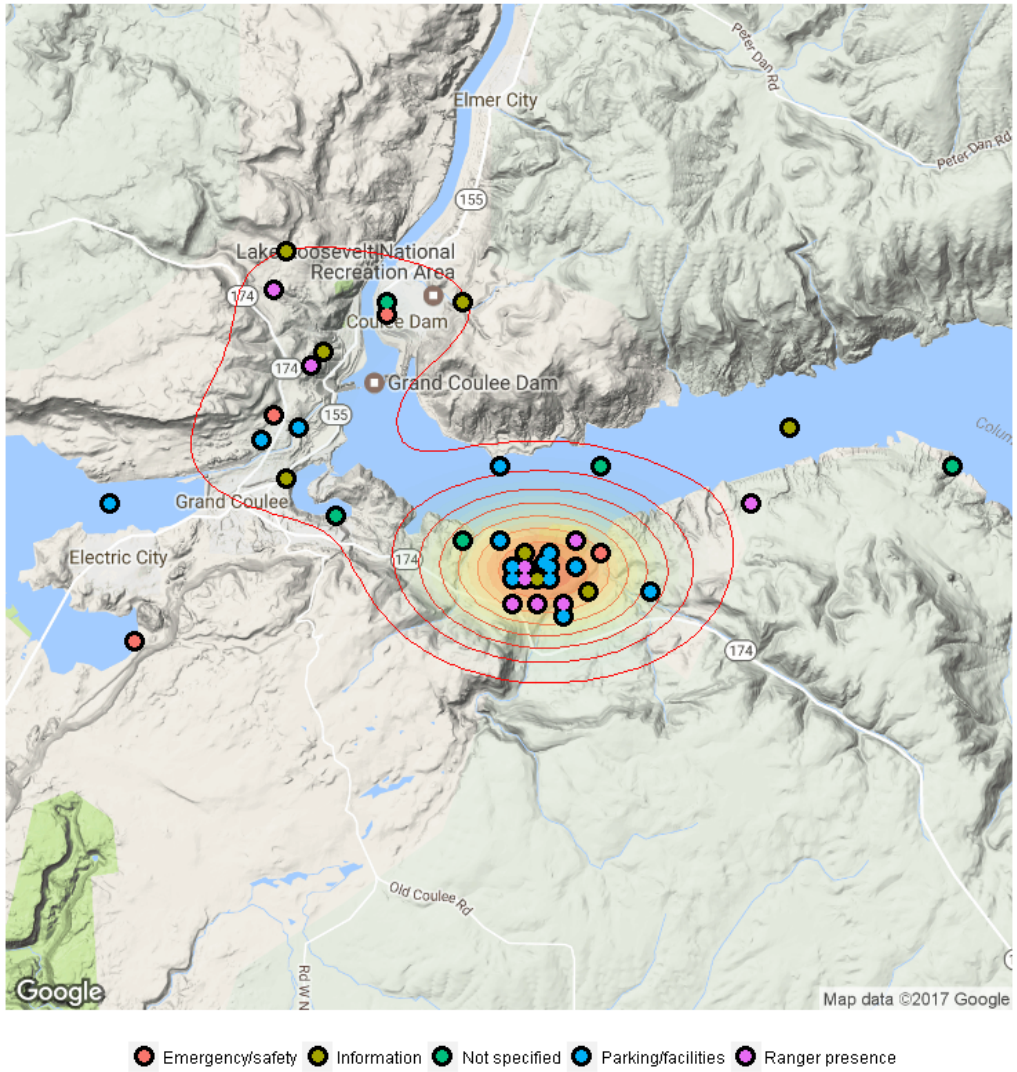 Peter Dan Rd
Elmer City
Peter Dan Rd
155
Lake Roosevelt National
Recreation Area
174
Coulee Dam
174
Grand Coulee Dam
155
Colum
Grand Coulee
Electric City
174
174
Old Coulee Rd
Rd W N
Google
Map data ©2017 Google
Emergency/safety
Information
Not specified
Parking/facilities
Ranger presence